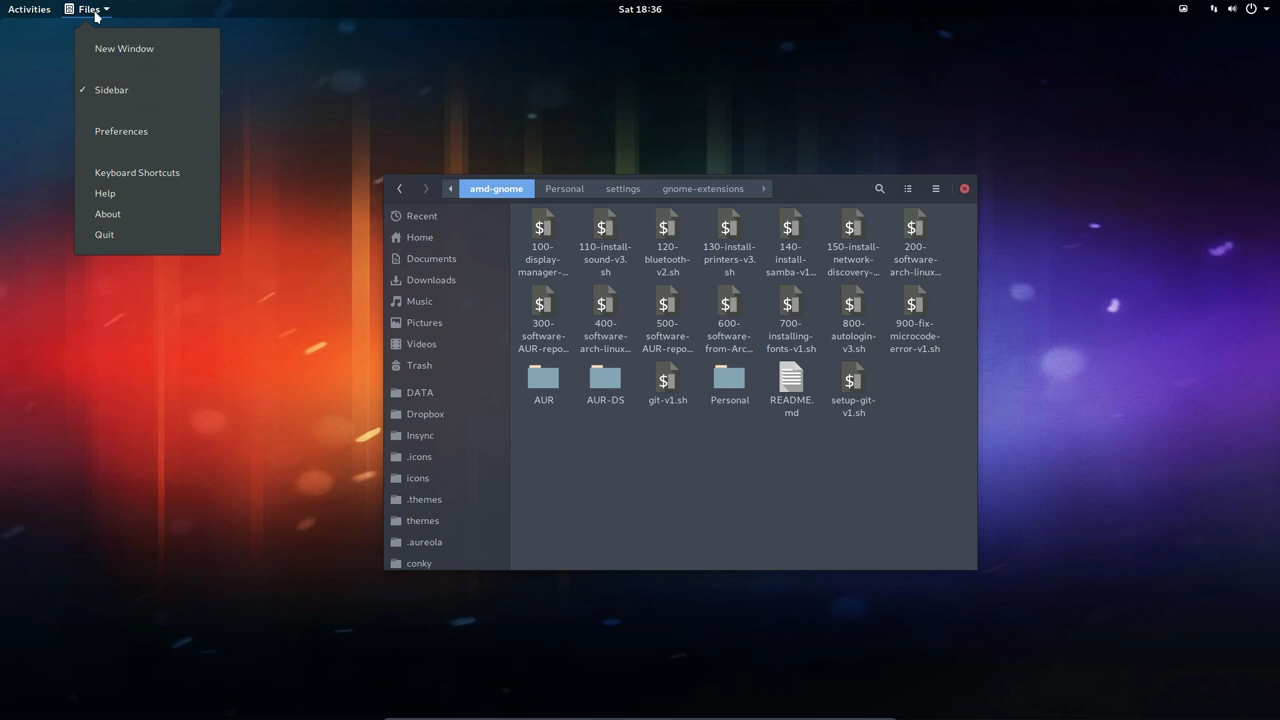 Activities
Files
Sat 18:36
New Window
✓ Sidebar
Preferences
Keyboard Shortcuts
Help
About
Quit
amd-gnome
Personal
settings
gnome-extensions
Recent
Home
Documents
Downloads
Music
Pictures
Videos
Trash
DATA
Dropbox
Insync
.icons
icons
.themes
themes
.aureola
conky
100-
display-
manager-...
110-install-
sound-v3.
sh
120-
bluetooth-
v2.sh
130-install-
printers-v3.
sh
140-
install-
samba-v1...
150-install-
network-
discovery-...
200-
software-
arch-linux...
300-
software-
AUR-repo...
400-
software-
arch-linux...
500-
software-
AUR-repo...
600-
software-
from-Arc...
700-
installing-
fonts-v1.sh
800-
autologin-
v3.sh
900-fix-
microcode-
error-v1.sh
AUR
AUR-DS
git-v1.sh
Personal
README.
md
setup-git-
v1.sh